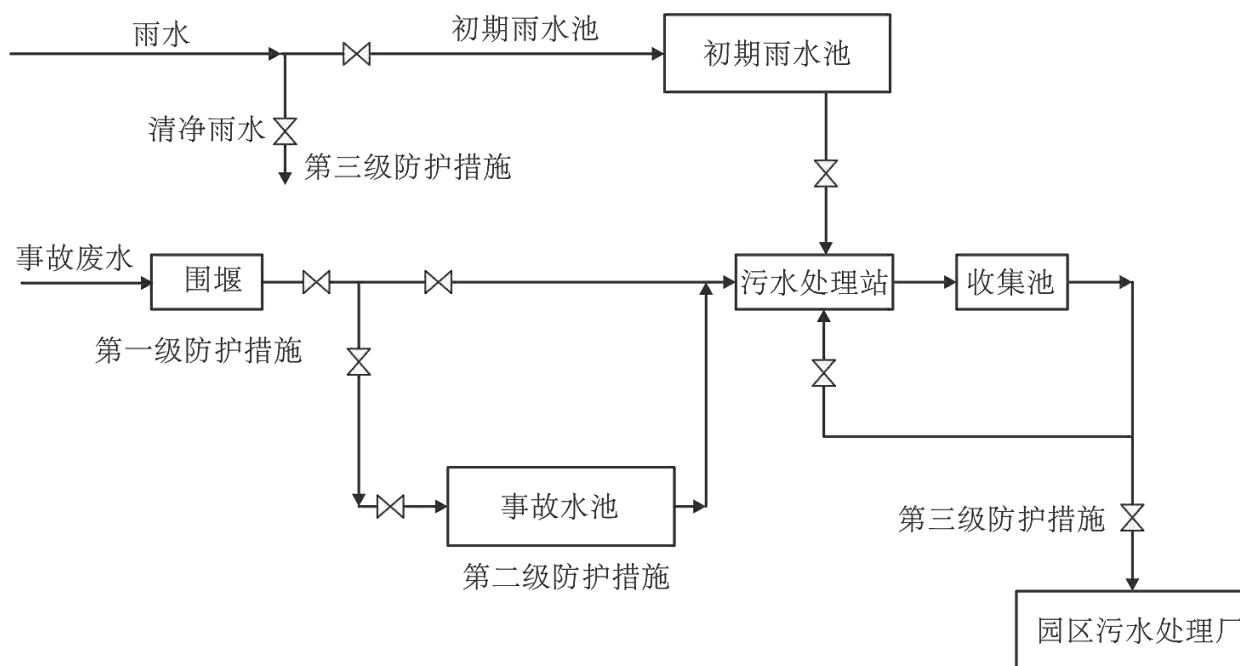 雨水
初期雨水池
初期雨水池
清净雨水
第三级防护措施
事故废水
围堰
污水处理站
收集池
第一级防护措施
事故水池
第三级防护措施
第二级防护措施
园区污水处理厂